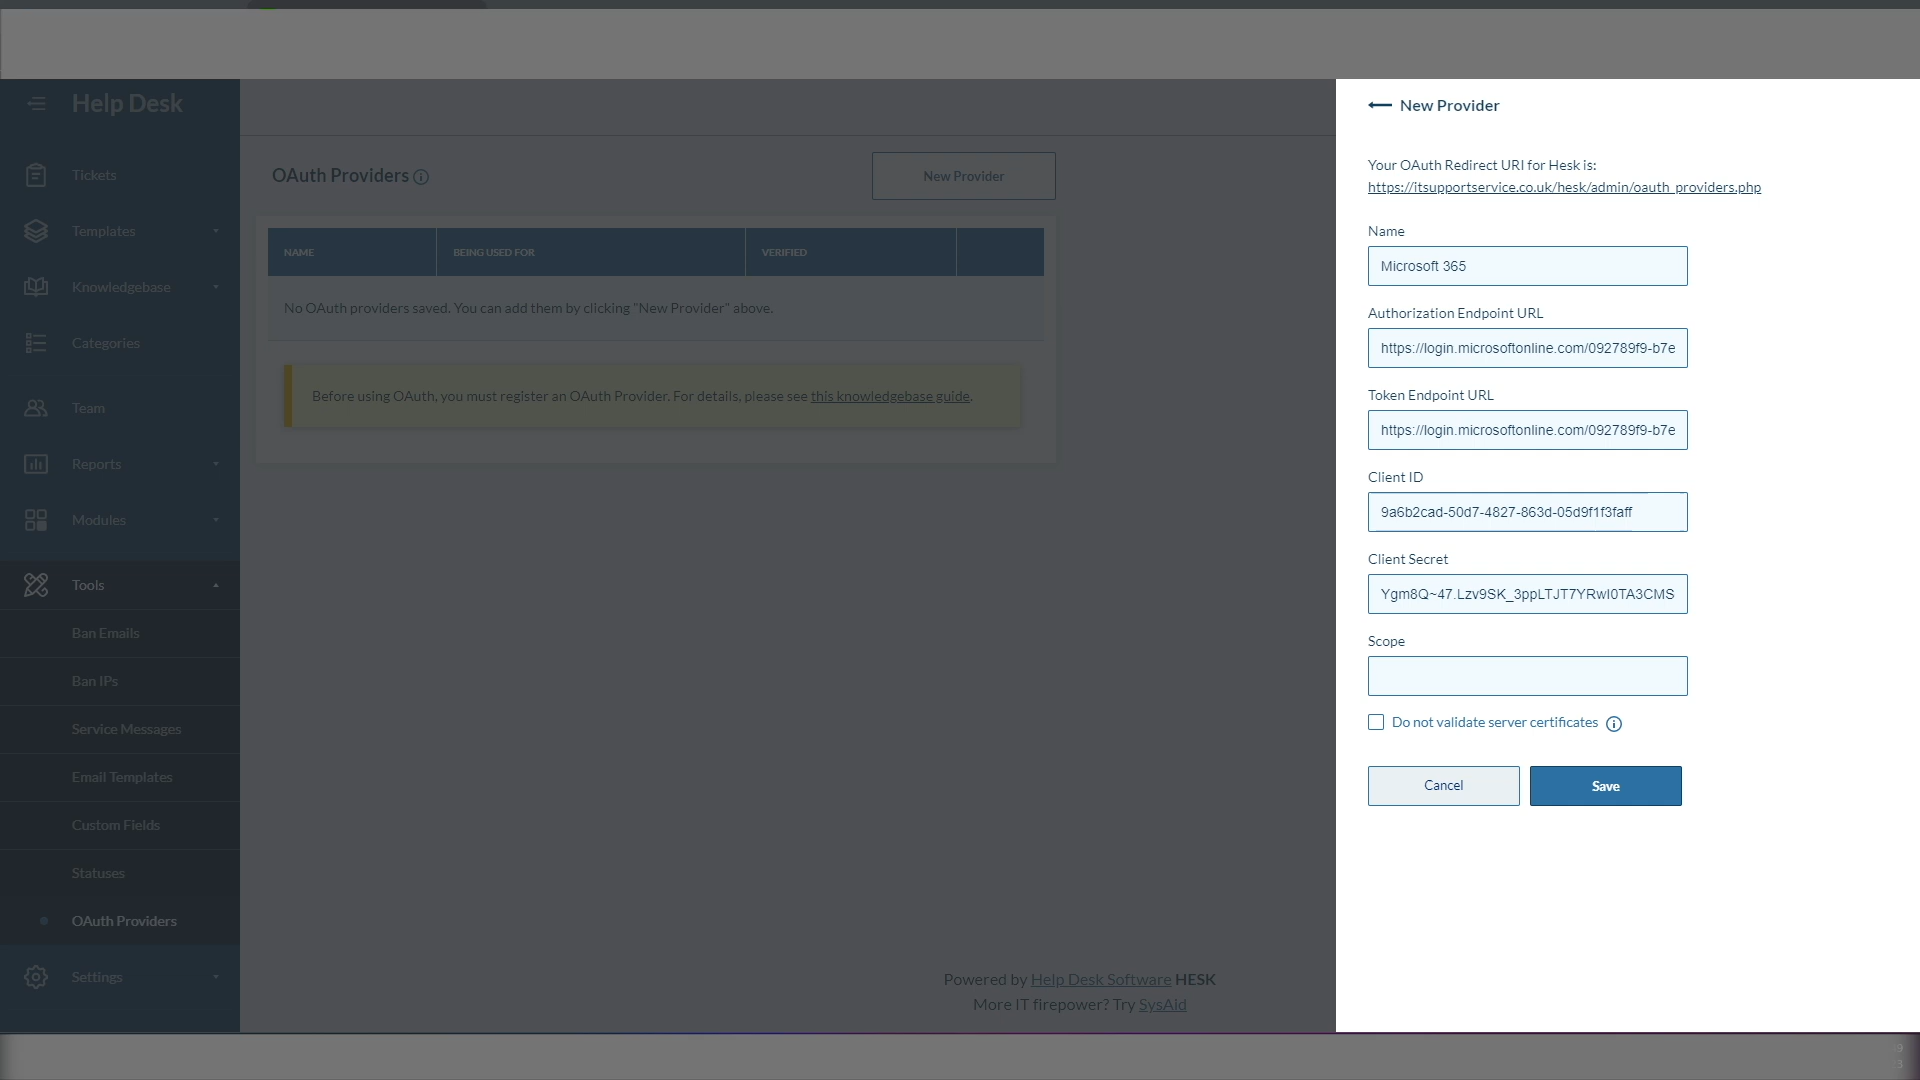 Help Desk
Tickets
Templates
Knowledgebase
Categories
Team
Reports
Modules
Tools
Ban Emails
Ban IPs
Service Messages
Email Templates
Custom Fields
Statuses
OAuth Providers
Settings
OAuth Providers
New Provider
NAME
BEING USED FOR
VERIFIED
No OAuth providers saved. You can add them by clicking "New Provider" above.
Before using OAuth, you must register an OAuth Provider. For details, please see this knowledgebase guide.
Powered by Help Desk Software HESK
More IT firepower? Try SysAid
New Provider
Your OAuth Redirect URI for Hesk is:
https://itsupportservice.co.uk/hesk/admin/oauth_providers.php
Name
Microsoft 365
Authorization Endpoint URL
https://login.microsoftonline.com/092789f9-b7e
Token Endpoint URL
https://login.microsoftonline.com/092789f9-b7e
Client ID
9a6b2cad-50d7-4827-863d-05d9f1f3faff
Client Secret
Ygm8Q~47.Lzv9SK_3ppLTJT7YRwI0TA3CMS
Scope
Do not validate server certificates
Cancel
Save